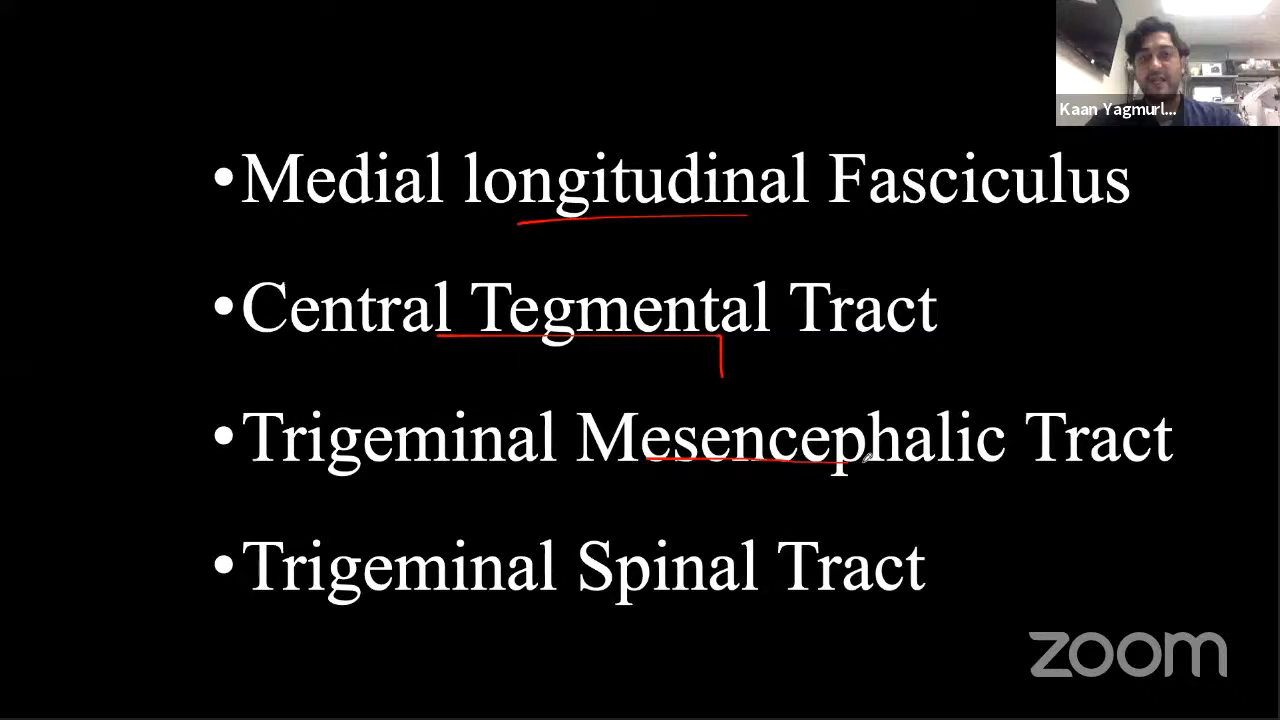 Kaan Yagmurl...
•Medial longitudinal Fasciculus
•Central Tegmental Tract
•Trigeminal Mesencephalic Tract
•Trigeminal Spinal Tract
zoom